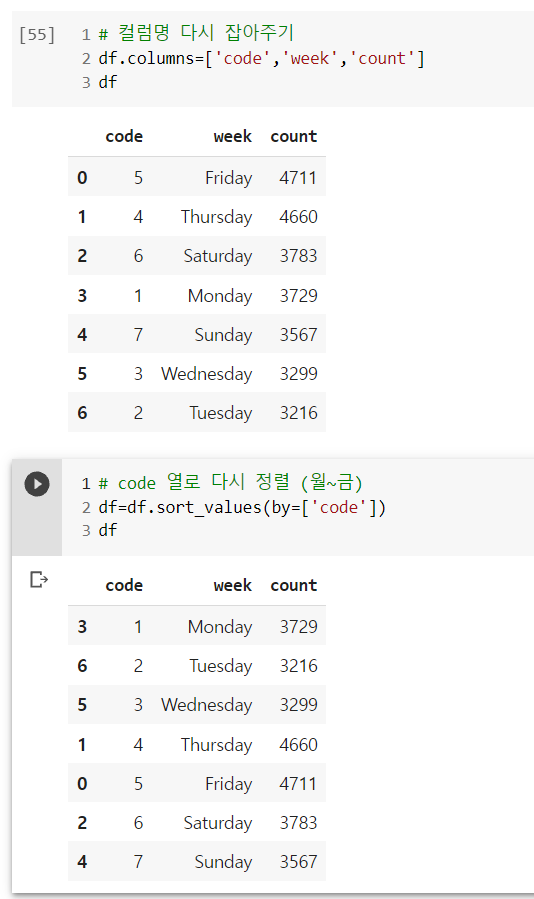 [55] 1 # 컬럼명 다시 잡아주기
2 df.columns=['code','week','count']
3 df
code week count
0 5 Friday 4711
1 4 Thursday 4660
2 6 Saturday 3783
3 1 Monday 3729
4 7 Sunday 3567
5 3 Wednesday 3299
6 2 Tuesday 3216
1 # code 열로 다시 정렬 (월~금)
2 df=df.sort_values(by=['code'])
3 df
code week count
3 1 Monday 3729
6 2 Tuesday 3216
5 3 Wednesday 3299
1 4 Thursday 4660
0 5 Friday 4711
2 6 Saturday 3783
4 7 Sunday 3567